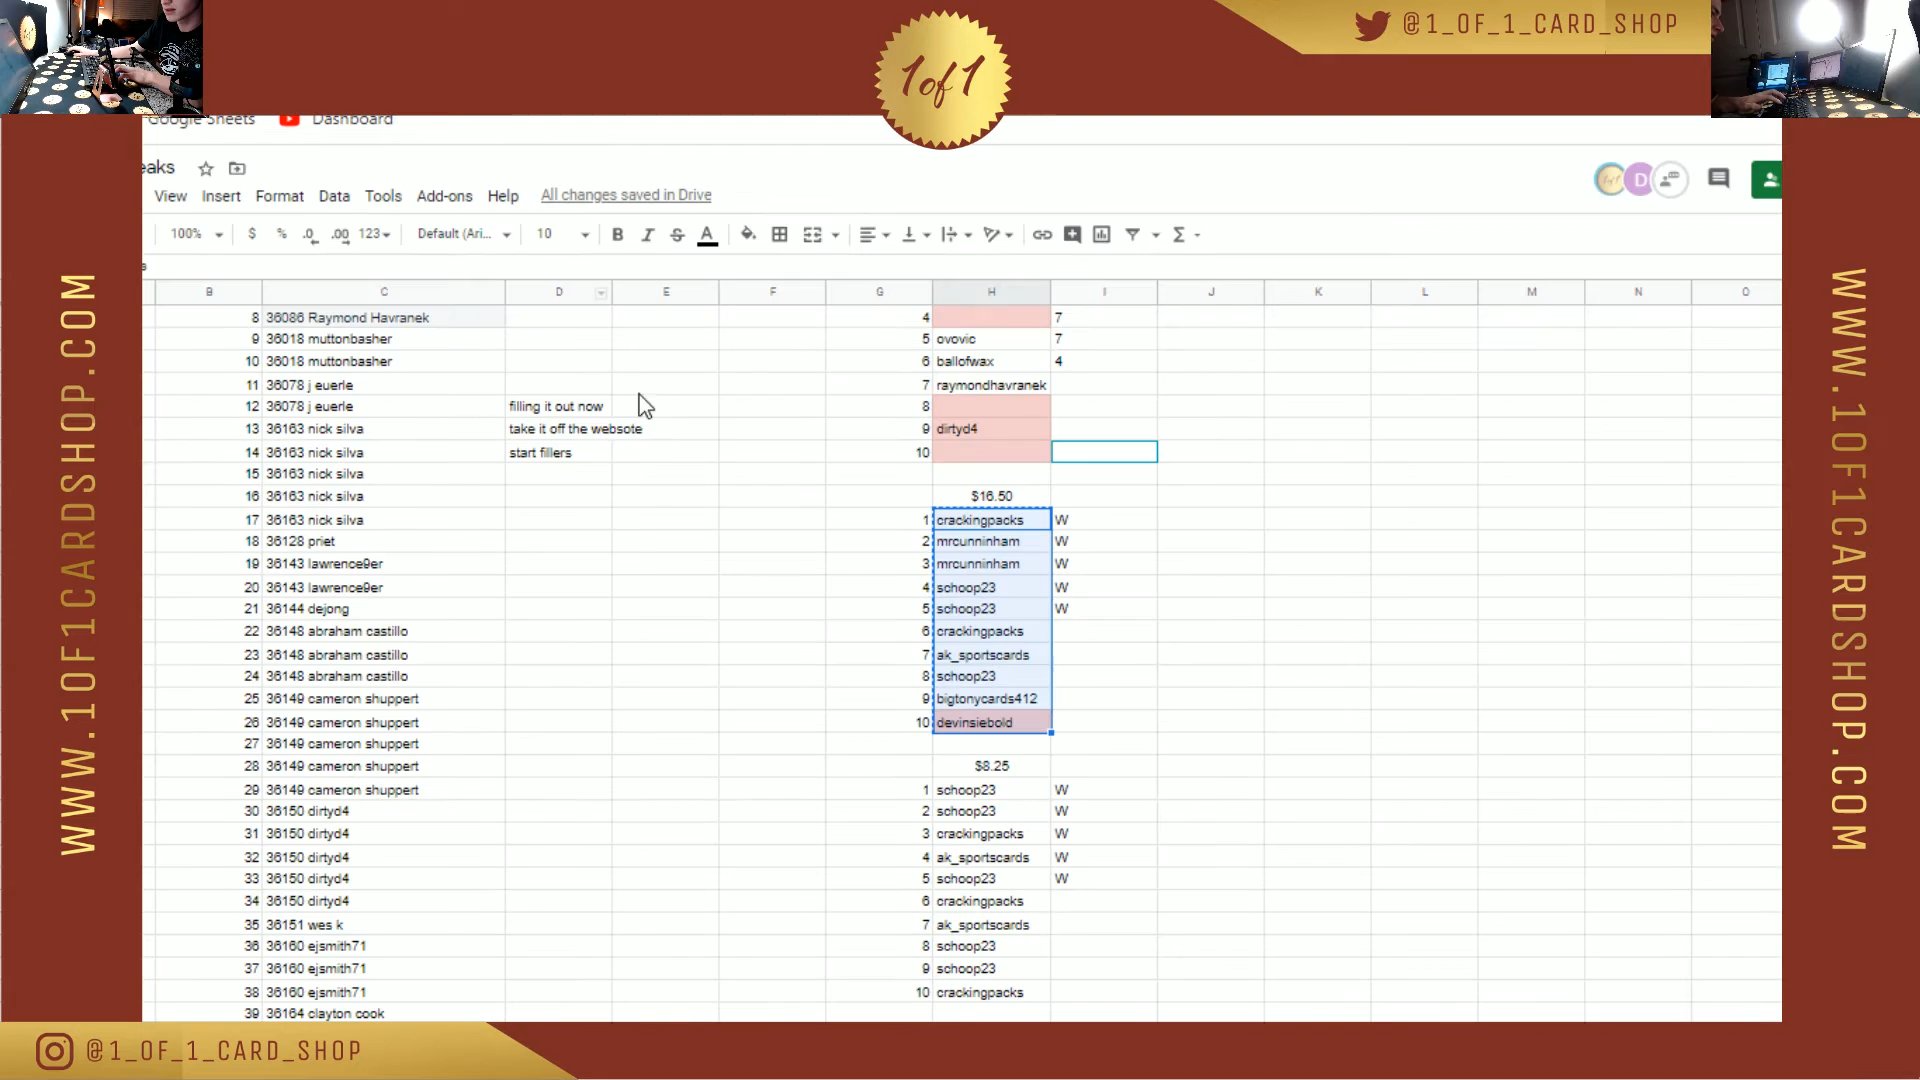 @1_OF_1_CARD_SHOP
1of1
Google Sheets Dashboard
eaks
D
View Insert Format Data Tools Add-ons Help All changes saved in Drive
100% $ % .0 .00 123 Default (Ari... 10 B I S A Σ
B C D E F G H I J K L M N O
8 36086 Raymond Havranek 4 7
9 36018 muttonbasher 5 ovovic 7
10 36018 muttonbasher 6 ballofwax 4
11 36078 j euerle 7 raymondhavranek
12 36078 j euerle filling it out now 8
13 36163 nick silva take it off the websote 9 dirtyd4
14 36163 nick silva start fillers 10
15 36163 nick silva
16 36163 nick silva $16.50
17 36163 nick silva 1 crackingpacks W
18 36128 priet 2 mrcunninham W
19 36143 lawrence9er 3 mrcunninham W
20 36143 lawrence9er 4 schoop23 W
21 36144 dejong 5 schoop23 W
22 36148 abraham castillo 6 crackingpacks
23 36148 abraham castillo 7 ak_sportscards
24 36148 abraham castillo 8 schoop23
25 36149 cameron shuppert 9 bigtonycards412
26 36149 cameron shuppert 10 devinsiebold
27 36149 cameron shuppert
28 36149 cameron shuppert $8.25
29 36149 cameron shuppert 1 schoop23 W
30 36150 dirtyd4 2 schoop23 W
31 36150 dirtyd4 3 crackingpacks W
32 36150 dirtyd4 4 ak_sportscards W
33 36150 dirtyd4 5 schoop23 W
34 36150 dirtyd4 6 crackingpacks
35 36151 wes k 7 ak_sportscards
36 36160 ejsmith71 8 schoop23
37 36160 ejsmith71 9 schoop23
38 36160 ejsmith71 10 crackingpacks
39 36164 clayton cook
WWW.1OF1CARDSHOP.COM
WWW.1OF1CARDSHOP.COM
@1_OF_1_CARD_SHOP